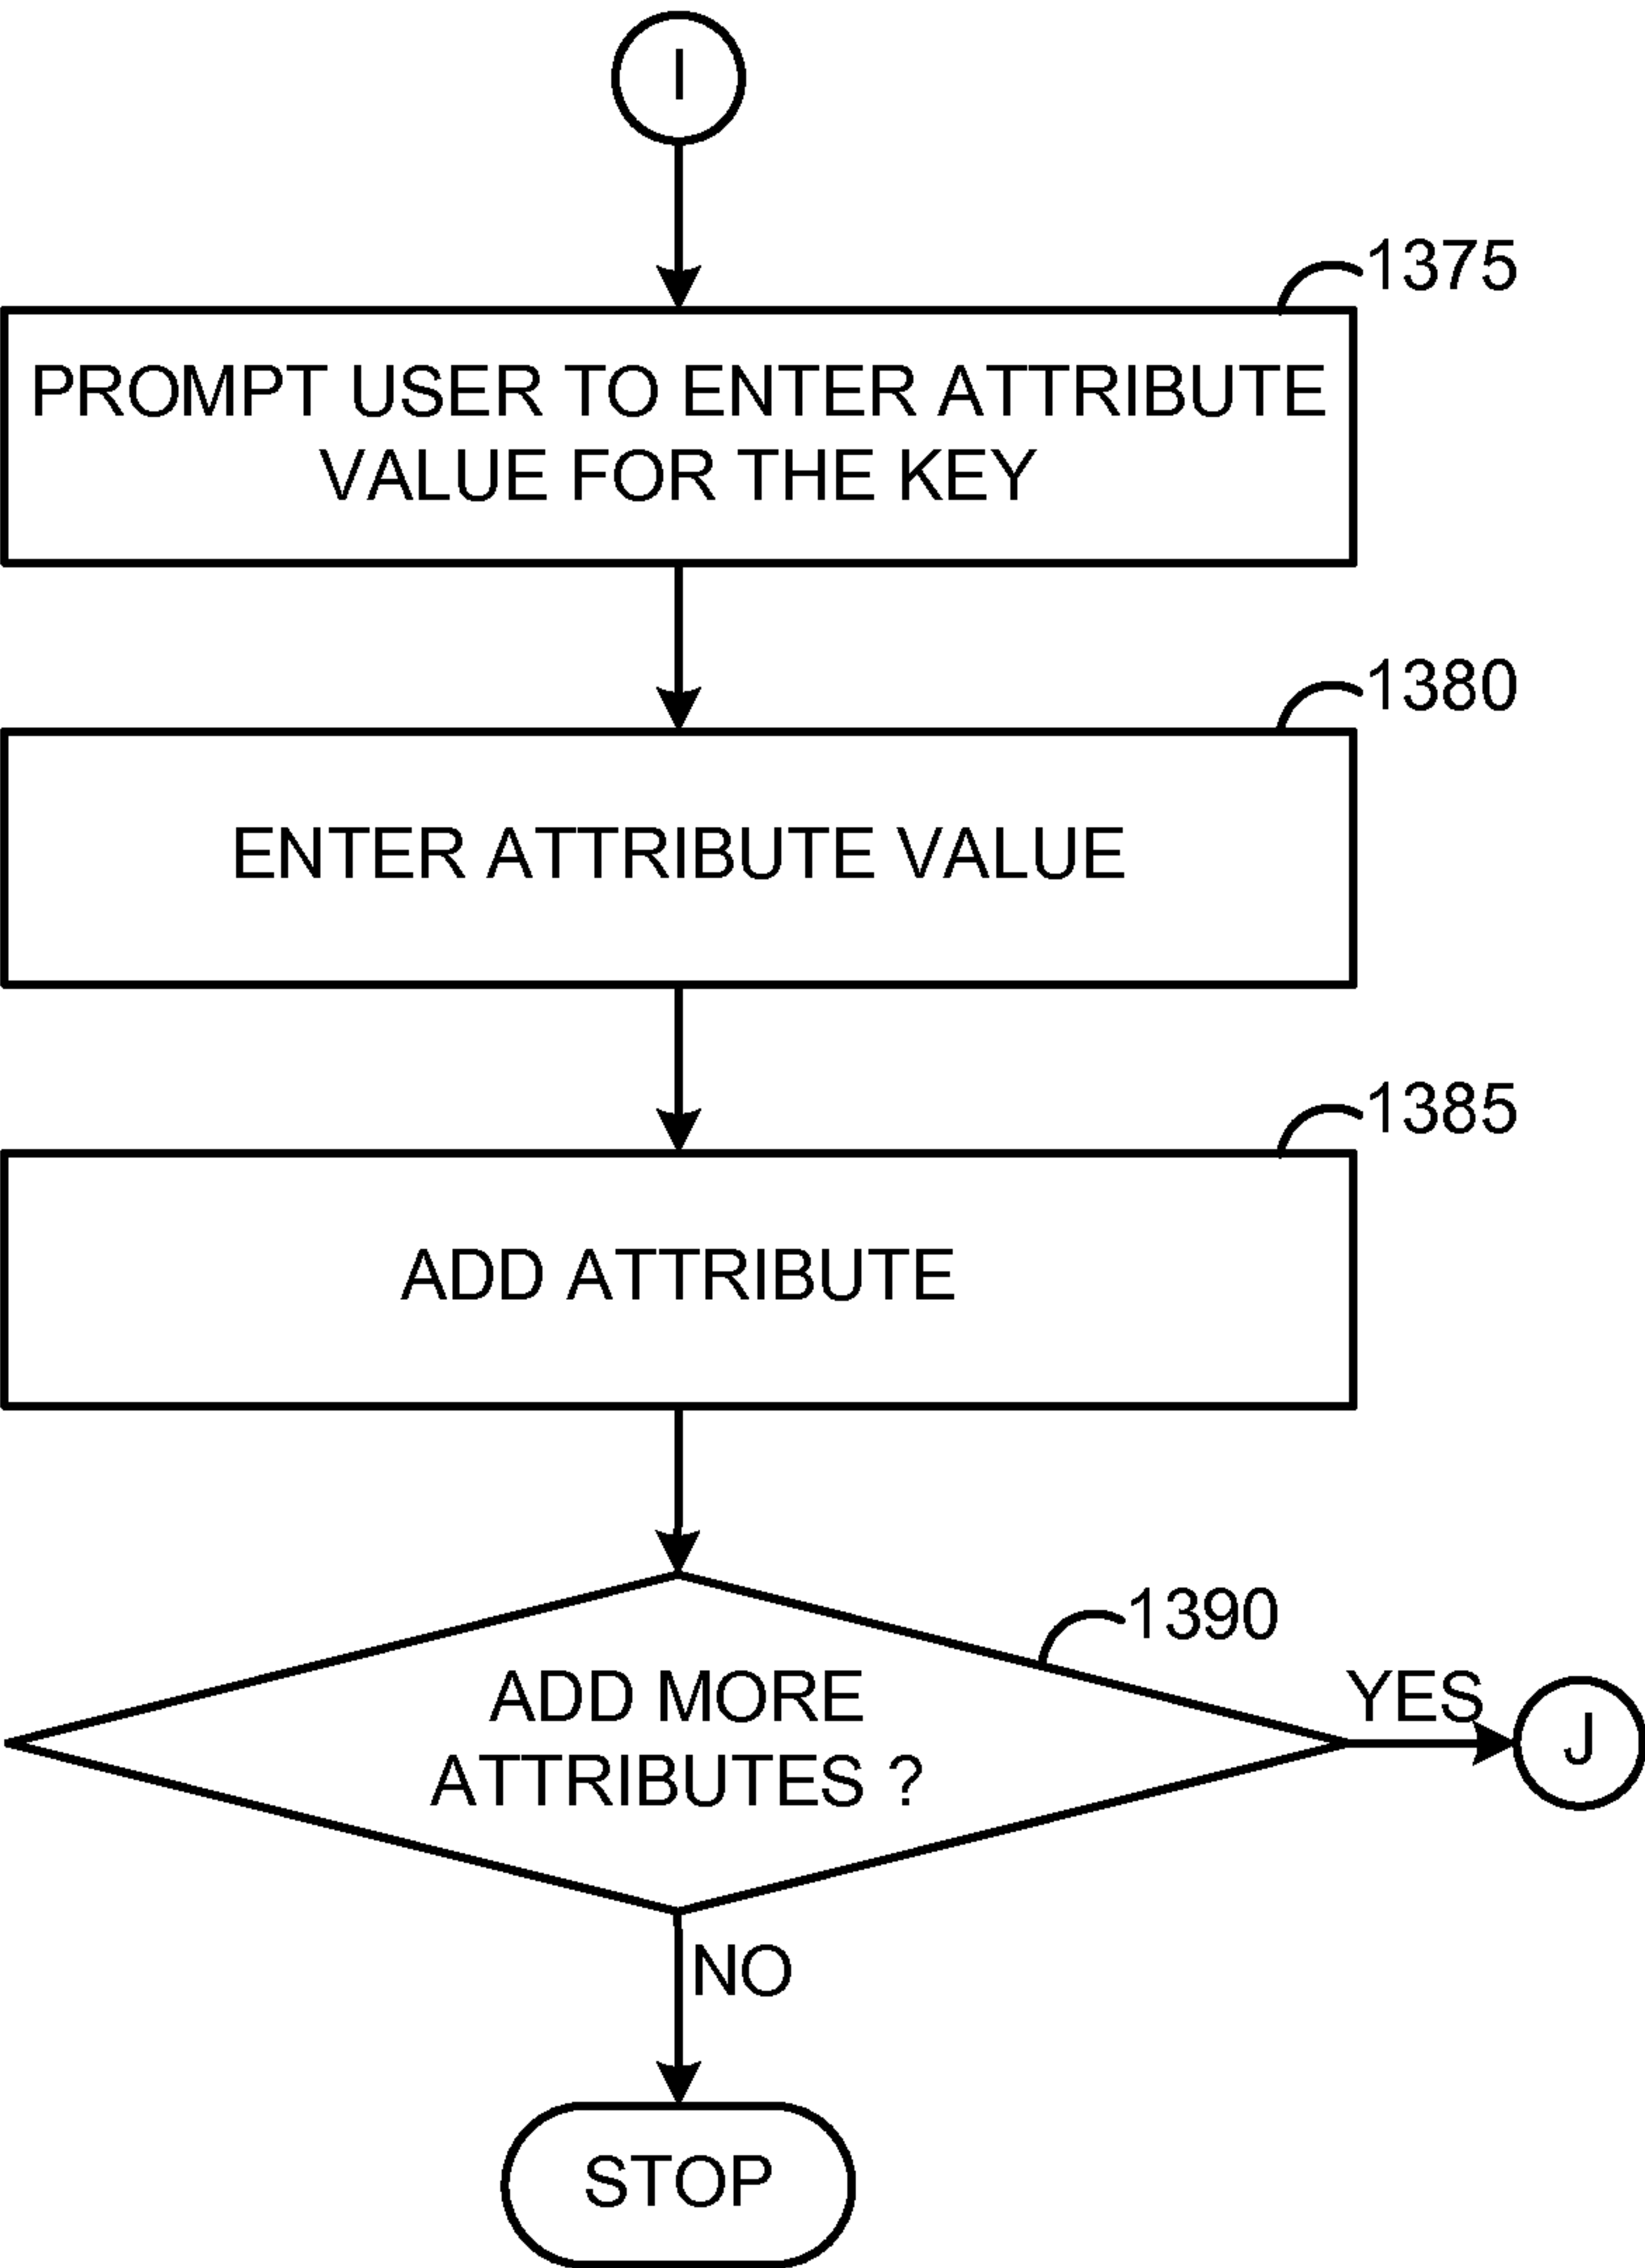 I
1375
PROMPT USER TO ENTER ATTRIBUTE
VALUE FOR THE KEY
1380
ENTER ATTRIBUTE VALUE
1385
ADD ATTRIBUTE
1390
ADD MORE
ATTRIBUTES ?
YES
J
NO
STOP